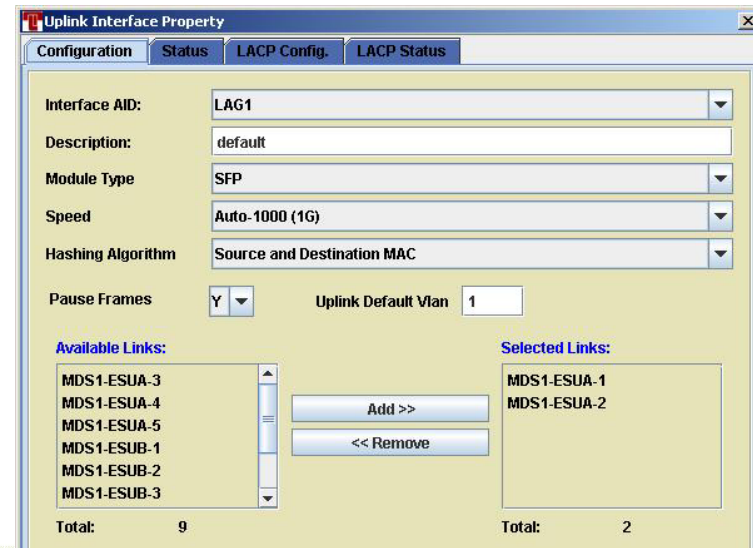 Uplink Interface Property
Configuration Status LACP Config. LACP Status
Interface AID: LAG1
Description: default
Module Type SFP
Speed Auto-1000 (1G)
Hashing Algorithm Source and Destination MAC
Pause Frames Y Uplink Default Vlan 1
Available Links: Selected Links:
MDS1-ESUA-3 MDS1-ESUA-1
MDS1-ESUA-4 MDS1-ESUA-2
MDS1-ESUA-5 Add >>
MDS1-ESUB-1 << Remove
MDS1-ESUB-2
MDS1-ESUB-3
Total: 9 Total: 2